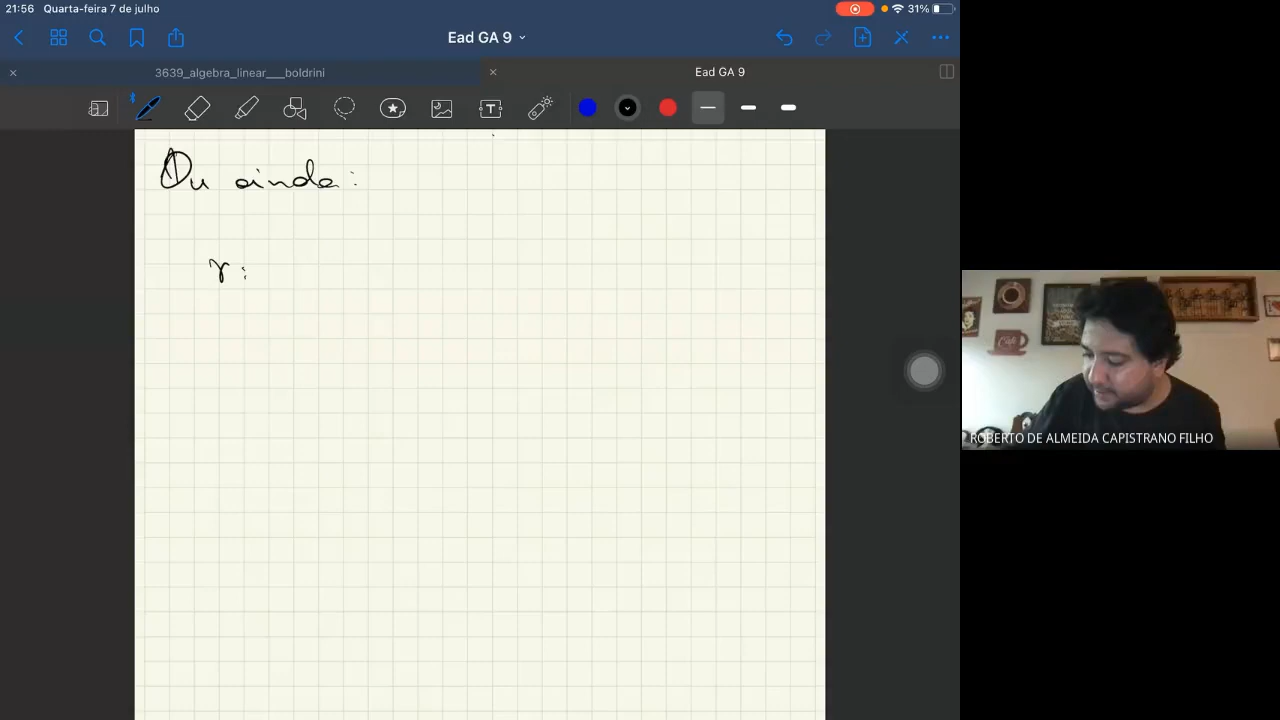 21:56 Quarta-feira 7 de julho 31%
Ead GA 9
3639_algebra_linear___boldrini Ead GA 9
T
Ou ainda:
r:
ROBERTO DE ALMEIDA CAPISTRANO FILHO